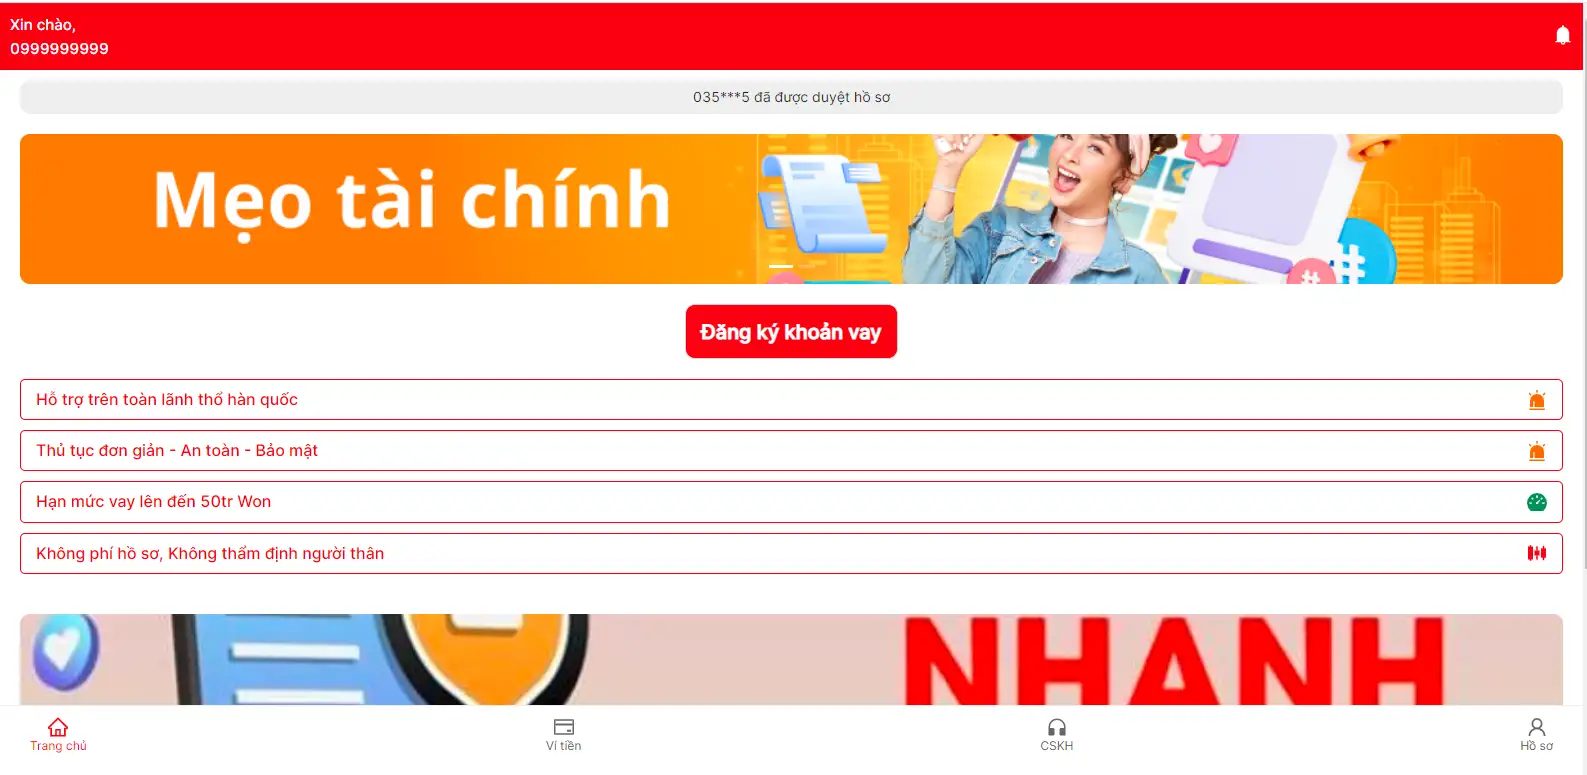 Xin chào,
0999999999
035***5 đã được duyệt hồ sơ
Mẹo tài chính
#
#
Đăng ký khoản vay
Hỗ trợ trên toàn lãnh thổ hàn quốc
Thủ tục đơn giản - An toàn - Bảo mật
Hạn mức vay lên đến 50tr Won
Không phí hồ sơ, Không thẩm định người thân
NHANH
Trang chủ
Ví tiền
CSKH
Hồ sơ